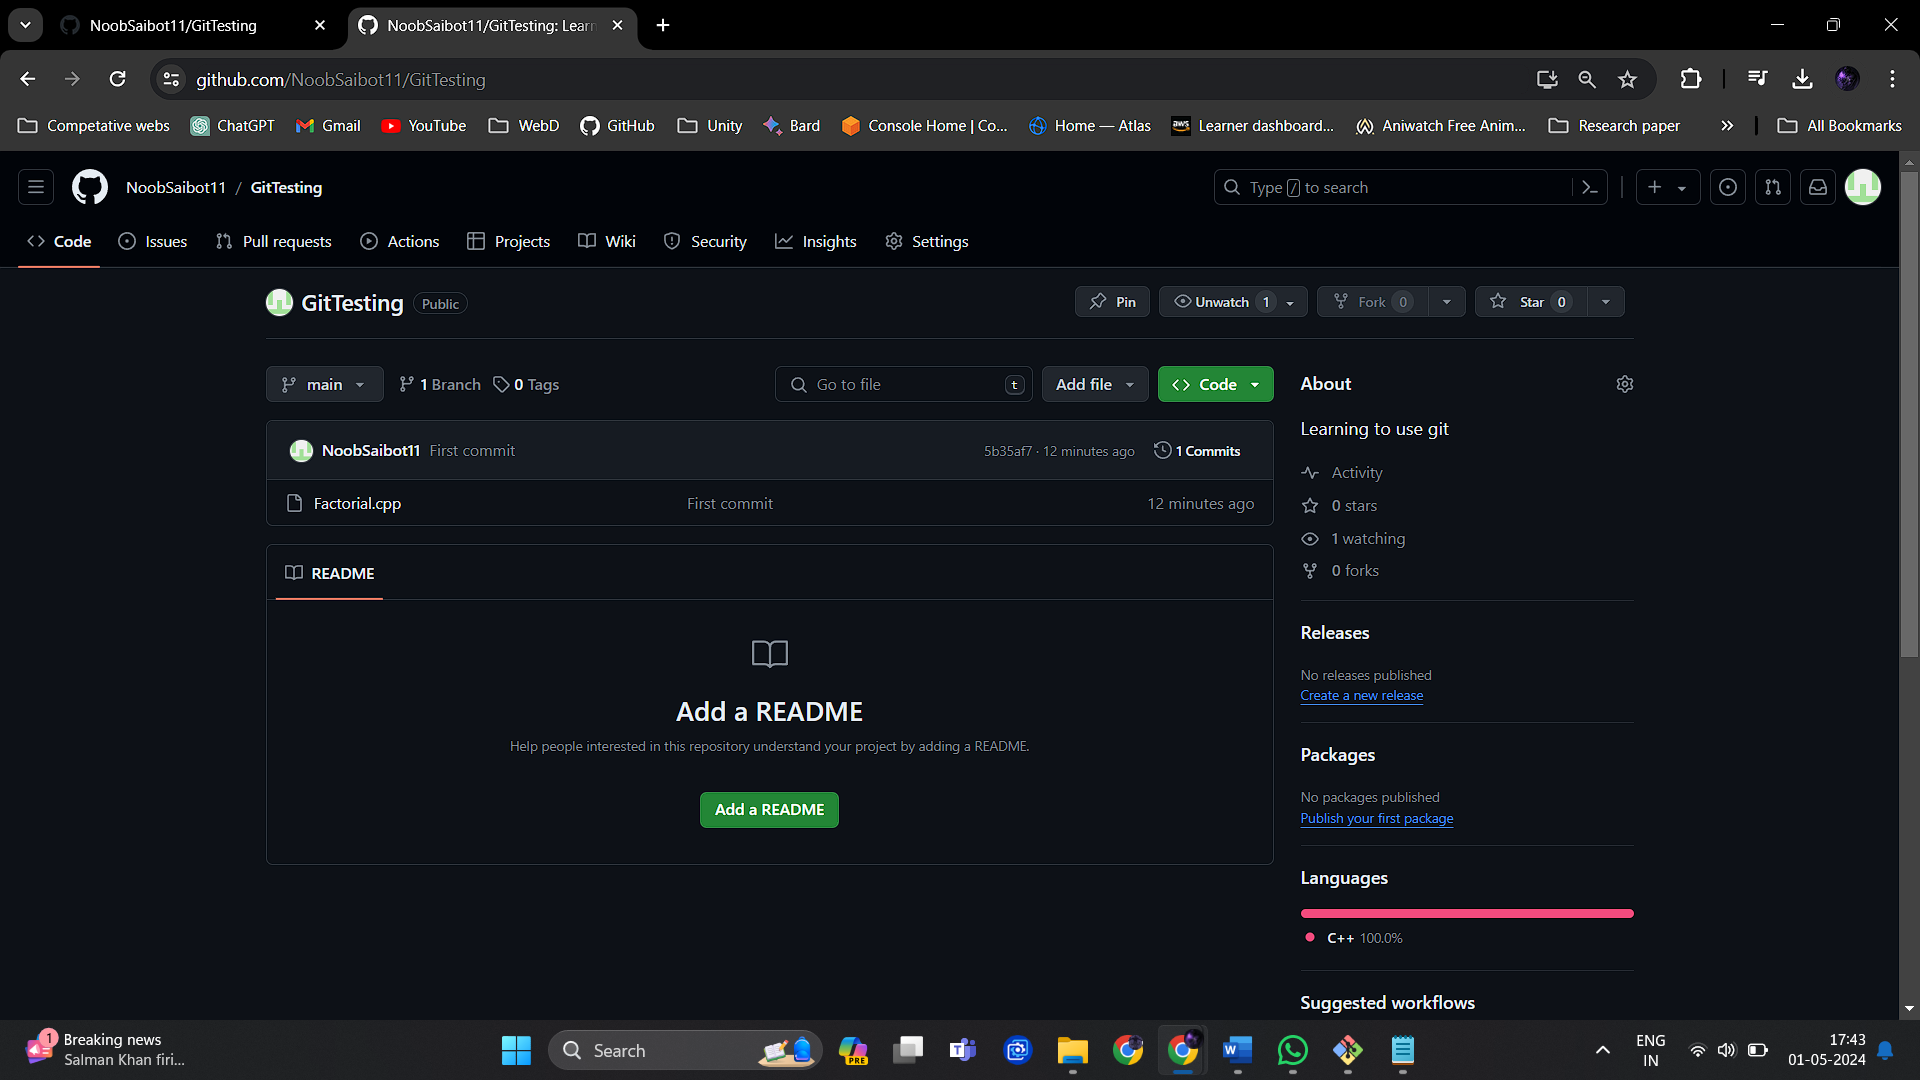 NoobSaibot11/GitTesting
NoobSaibot11/GitTesting: Learn
github.com/NoobSaibot11/GitTesting
Competative webs
ChatGPT
Gmail
YouTube
WebD
GitHub
Unity
Bard
Console Home | Co...
Home — Atlas
aws
Learner dashboard...
Aniwatch Free Anim...
Research paper
All Bookmarks
NoobSaibot11 / GitTesting
Type / to search
Code
Issues
Pull requests
Actions
Projects
Wiki
Security
Insights
Settings
GitTesting Public
Pin
Unwatch 1
Fork 0
Star 0
main
1 Branch
0 Tags
Go to file t
Add file
Code
NoobSaibot11 First commit
5b35af7 · 12 minutes ago
1 Commits
Factorial.cpp
First commit
12 minutes ago
README
Add a README
Help people interested in this repository understand your project by adding a README.
Add a README
About
Learning to use git
Activity
0 stars
1 watching
0 forks
Releases
No releases published
Create a new release
Packages
No packages published
Publish your first package
Languages
C++ 100.0%
Suggested workflows
1
Breaking news
Salman Khan firi...
Search
PRE
T
W
ENG
IN
17:43
01-05-2024